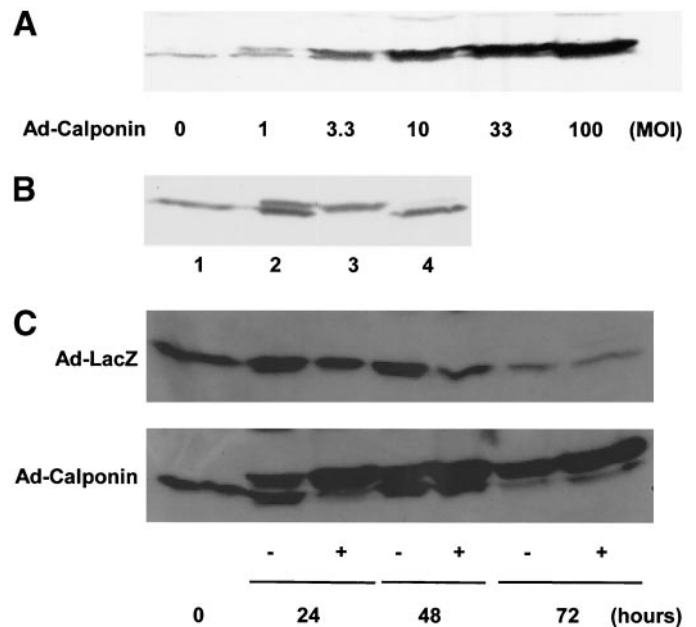 A
Ad-Calponin 0 1 3.3 10 33 100 (MOI)
B
1 2 3 4
C
Ad-LacZ
Ad-Calponin
- + - + - +
0 24 48 72 (hours)